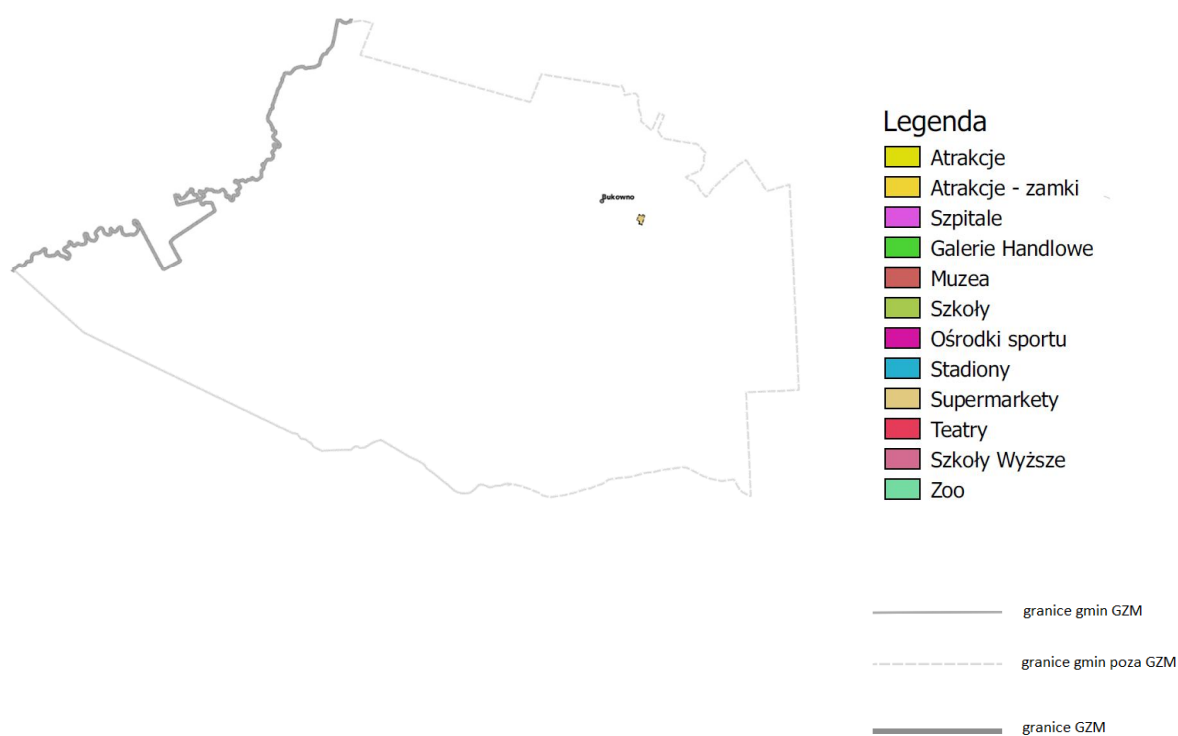 Bukowno
Legenda
Atrakcje
Atrakcje - zamki
Szpitale
Galerie Handlowe
Muzea
Szkoły
Ośrodki sportu
Stadiony
Supermarkety
Teatry
Szkoły Wyższe
Zoo
granice gmin GZM
granice gmin poza GZM
granice GZM